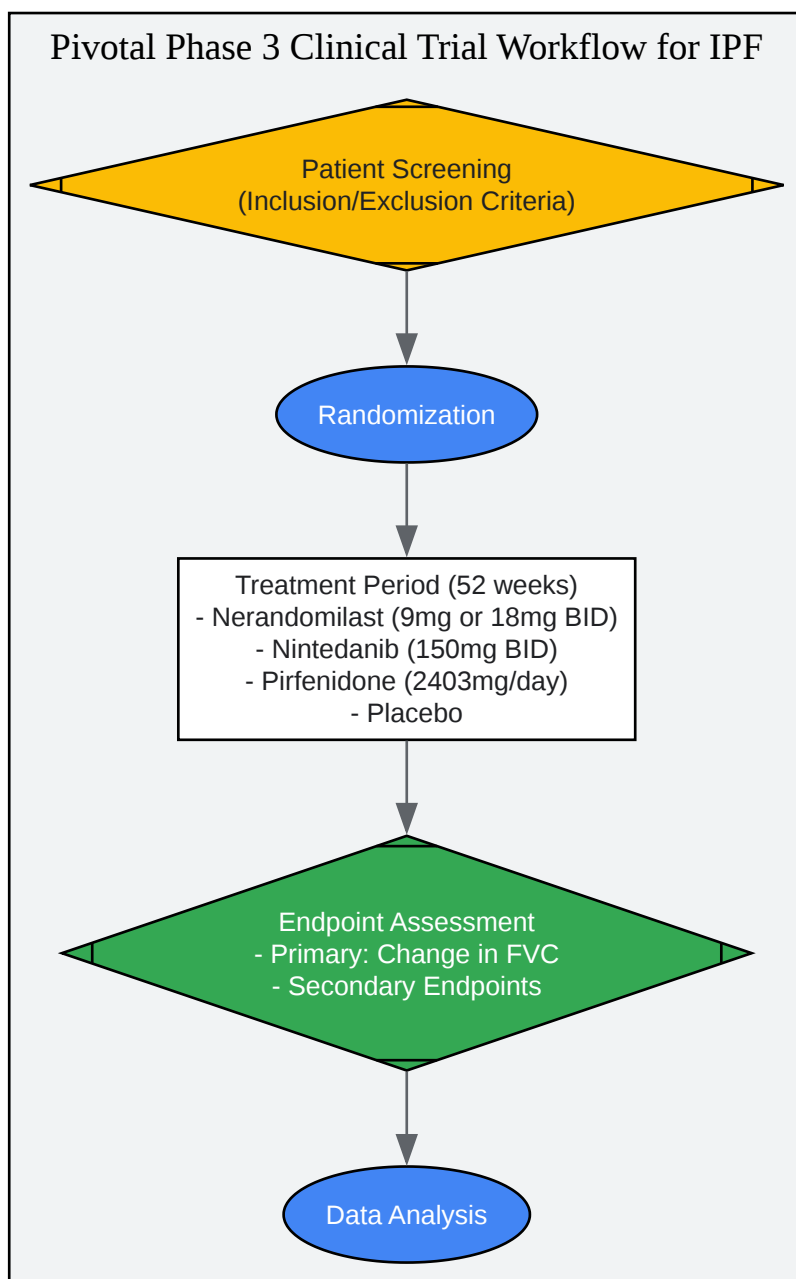 Pivotal Phase 3 Clinical Trial Workflow for IPF
Patient Screening
(Inclusion/Exclusion Criteria)
Randomization
Treatment Period (52 weeks)
- Nerandomilast (9mg or 18mg BID)
- Nintedanib (150mg BID)
- Pirfenidone (2403mg/day)
- Placebo
Endpoint Assessment
- Primary: Change in FVC
- Secondary Endpoints
Data Analysis